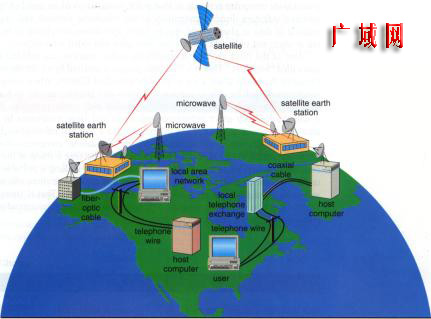 广域网
satellite
microwave
satellite earth
station
satellite earth
station
microwave
local area
network
coaxial
cable
fiber-
optic
cable
local
telephone
exchange
host
computer
telephone
wire
telephone wire
host
computer
user